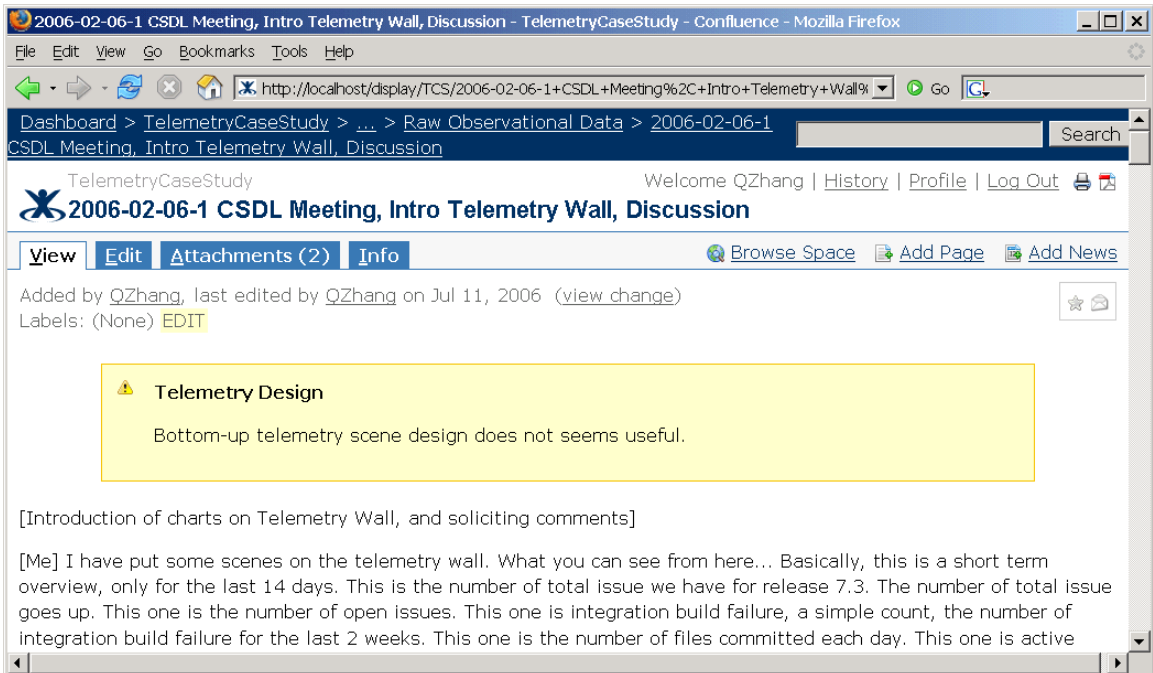 2006-02-06-1 CSDL Meeting, Intro Telemetry Wall, Discussion - TelemetryCaseStudy - Confluence - Mozilla Firefox
File Edit View Go Bookmarks Tools Help
http://localhost/display/TCS/2006-02-06-1+CSDL+Meeting%2C+Intro+Telemetry+Wall% Go G
Dashboard > TelemetryCaseStudy > ... > Raw Observational Data > 2006-02-06-1
CSDL Meeting, Intro Telemetry Wall, Discussion
Search
TelemetryCaseStudy
Welcome QZhang | History | Profile | Log Out
2006-02-06-1 CSDL Meeting, Intro Telemetry Wall, Discussion
View Edit Attachments (2) Info Browse Space Add Page Add News
Added by QZhang, last edited by QZhang on Jul 11, 2006 (view change)
Labels: (None) EDIT
Telemetry Design
Bottom-up telemetry scene design does not seems useful.
[Introduction of charts on Telemetry Wall, and soliciting comments]
[Me] I have put some scenes on the telemetry wall. What you can see from here... Basically, this is a short term
overview, only for the last 14 days. This is the number of total issue we have for release 7.3. The number of total issue
goes up. This one is the number of open issues. This one is integration build failure, a simple count, the number of
integration build failure for the last 2 weeks. This one is the number of files committed each day. This one is active